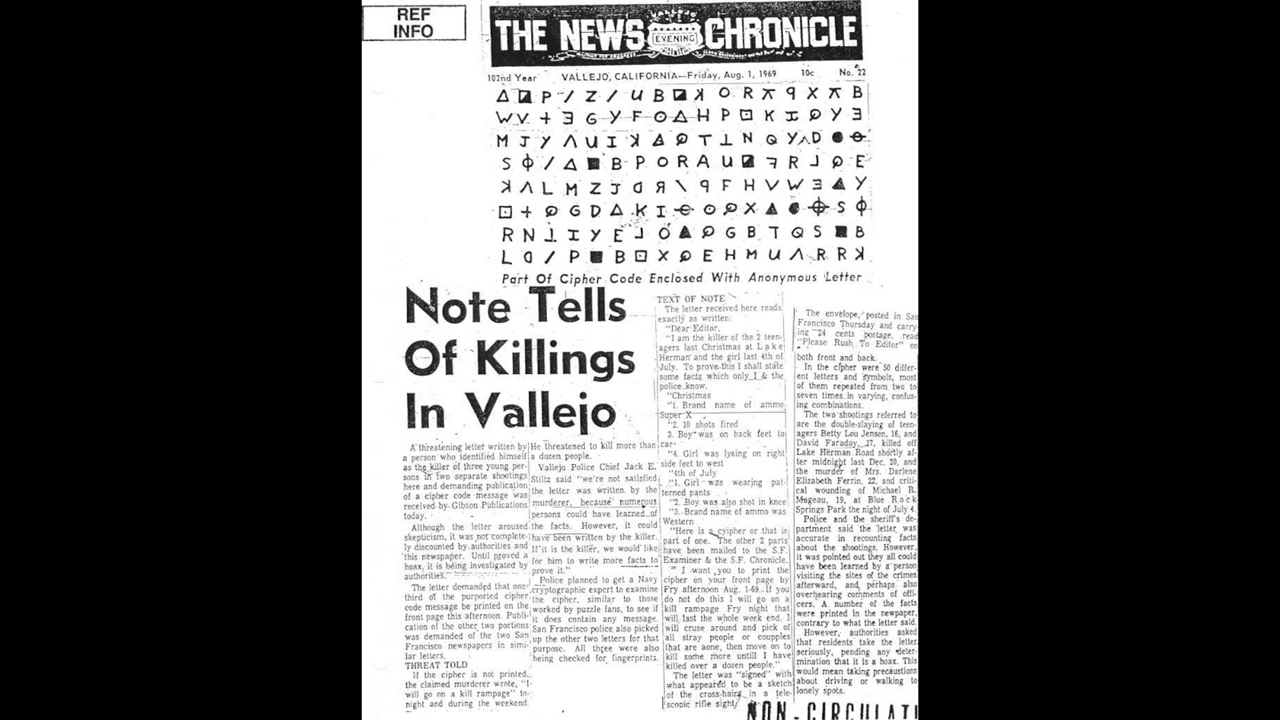 REF
INFO
THE NEWS CHRONICLE
EVENING
102nd Year VALLEJO, CALIFORNIA—Friday, Aug. 1, 1969 10c No. 22
Part Of Cipher Code Enclosed With Anonymous Letter
Note Tells
Of Killings
In Vallejo
A threatening letter written by
a person who identified himself
as the killer of three young per-
sons in two separate shootings
here and demanding publication
of a cipher code message was
received by Gibson Publications
today.
Although the letter aroused
skepticism, it was not complete-
ly discounted by authorities and
this newspaper. Until proved a
hoax, it is being investigated by
authorities.
The letter demanded that one-
third of the purported cipher
code message be printed on the
front page this afternoon. Publi-
cation of the other two portions
was demanded of the two San
Francisco newspapers in simi-
lar letters.
THREAT TOLD
If the cipher is not printed,
the claimed murderer wrote, "I
will go on a kill rampage" to-
night and during the weekend.
He threatened to kill more than
a dozen people.
Vallejo Police Chief Jack E.
Stiltz said "we're not satisfied
the letter was written by the
murderer, because numerous
persons could have learned of
the facts. However, it could
have been written by the killer.
If it is the killer, we would like
for him to write more facts to
prove it."
Police planned to get a Navy
cryptographic expert to examine
the cipher, similar to those
worked by puzzle fans, to see if
it does contain any message.
San Francisco police also picked
up the other two letters for that
purpose. All three were also
being checked for fingerprints.
TEXT OF NOTE
The letter received here reads
exactly as written:
"Dear Editor,
"I am the killer of the 2 teen-
agers last Christmas at Lake
Herman and the girl last 4th of
July. To prove this I shall state
some facts which only I & the
police know.
"Christmas
"1. Brand name of ammo
Super X
"2. 10 shots fired
3. Boy was on back feet to
car
"4. Girl was lyeing on right
side feet to west
"4th of July
"1. Girl was wearing pat-
terned pants
"2. Boy was also shot in knee
"3. Brand name of ammo was
Western
"Here is a cyipher or that is
part of one. The other 2 parts
have been mailed to the S.F.
Examiner & the S.F. Chronicle.
"I want you to print the
cipher on your front page by
Fry afternoon Aug. 1-69. If you
do not do this I will go on a
kill rampage Fry night that
will last the whole week end. I
will cruse around and pick of
all stray people or coupples
that are aone, then move on to
kill some more untill I have
killed over a dozen people."
The letter was "signed" with
what appeared to be a sketch
of the cross-hairs in a tele-
scopic rifle sight.
The envelope, posted in San
Francisco Thursday and carry-
ing 24 cents postage, read
"Please Rush To Editor" on
both front and back.
In the cipher were 50 differ-
ent letters and symbols, most
of them repeated from two to
seven times in varying, confus-
ing combinations.
The two shootings referred to
are the double-slaying of teen-
agers Betty Lou Jensen, 16, and
David Faraday, 17, killed off
Lake Herman Road shortly af-
ter midnight last Dec. 20, and
the murder of Mrs. Darlene
Elizabeth Ferrin, 22, and criti-
cal wounding of Michael R.
Mageau, 19, at Blue Rock
Springs Park the night of July 4.
Police and the sheriff's de-
partment said the letter was
accurate in recounting facts
about the shootings. However,
it was pointed out they all could
have been learned by a person
visiting the sites of the crimes
afterward, and perhaps also
overhearing comments of offi-
cers. A number of the facts
were printed in the newspaper,
contrary to what the letter said.
However, authorities asked
that residents take the letter
seriously, pending any deter-
mination that it is a hoax. This
would mean taking precautions
about driving or walking to
lonely spots.
NON-CIRCULATI